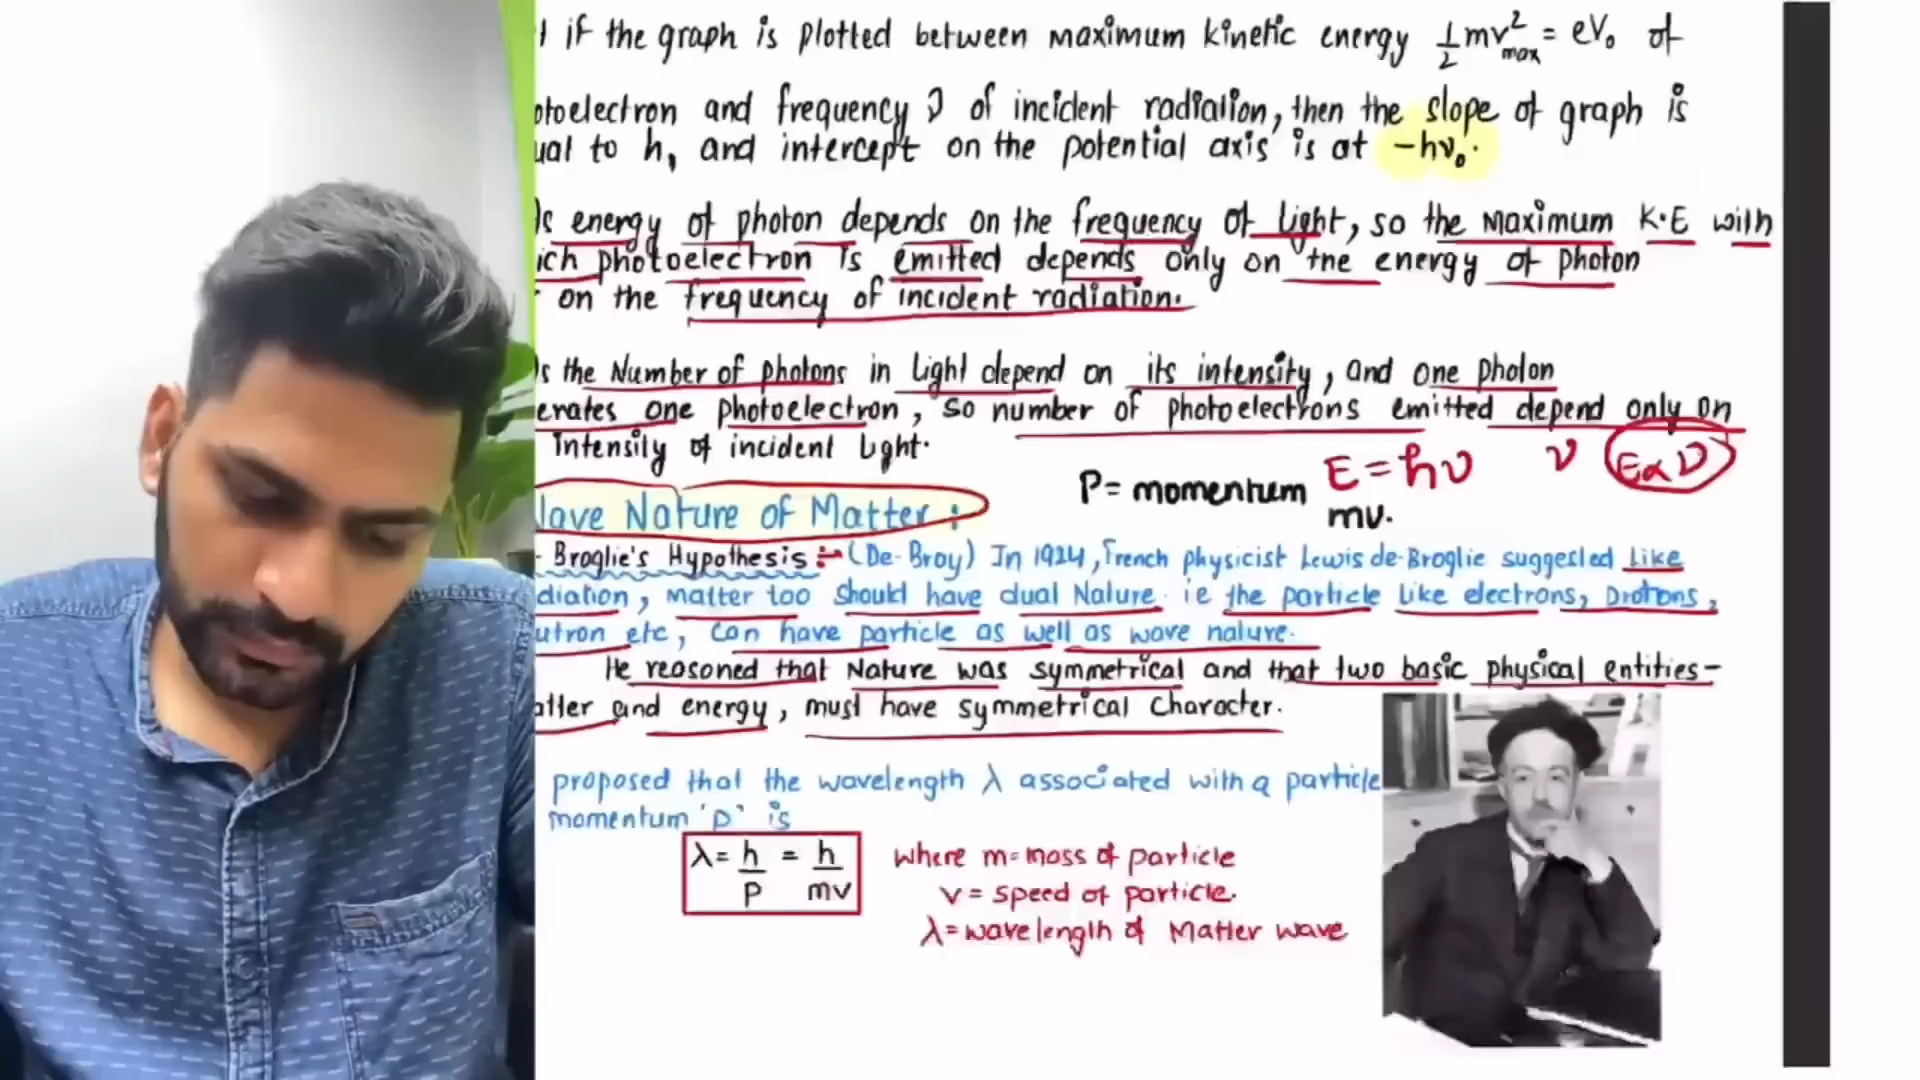 if the graph is plotted between maximum kinetic energy ½mv²max = eV₀ of
otoelectron and frequency ν of incident radiation, then the slope of graph is
ual to h, and intercept on the potential axis is at -hν₀.
s energy of photon depends on the frequency of Light, so the Maximum K.E with
ich photoelectron is emitted depends only on the energy of photon
on the frequency of incident radiation.
s the Number of photons in Light depend on its intensity, and one photon
erates one photoelectron, so number of photoelectrons emitted depend only on
intensity of incident Light.
E = hν ν E∝ν
P = momentum
mv.
Wave Nature of Matter:
- Broglie's Hypothesis:- (De-Broy) In 1924, French physicist Lewis de-Broglie suggested Like
diation, matter too should have dual Nature. ie the particle Like electrons, Protons,
utron etc, can have particle as well as wave nature.
He reasoned that Nature was symmetrical and that two basic physical entities-
atter and energy, must have symmetrical character.
proposed that the wavelength λ associated with a particle
momentum 'p' is
λ = h/P = h/mv
where m = mass of particle
v = speed of particle.
λ = wavelength of Matter wave